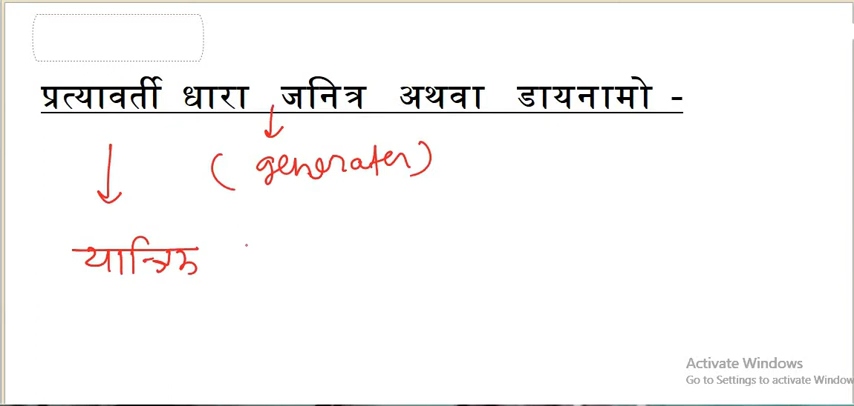 प्रत्यावर्ती धारा जनित्र अथवा डायनामो -
(generater)
यान्त्रिक
Activate Windows
Go to Settings to activate Window